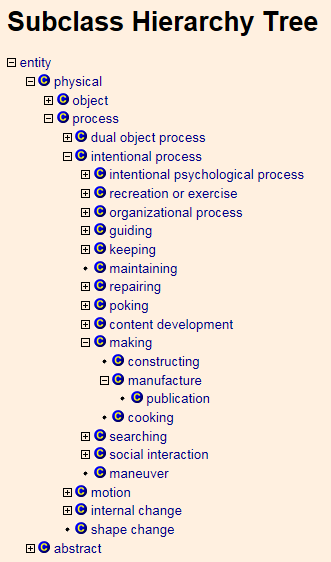 Subclass Hierarchy Tree
entity
C physical
C object
C process
C dual object process
C intentional process
C intentional psychological process
C recreation or exercise
C organizational process
C guiding
C keeping
C maintaining
C repairing
C poking
C content development
C making
C constructing
C manufacture
C publication
C cooking
C searching
C social interaction
C maneuver
C motion
C internal change
C shape change
C abstract